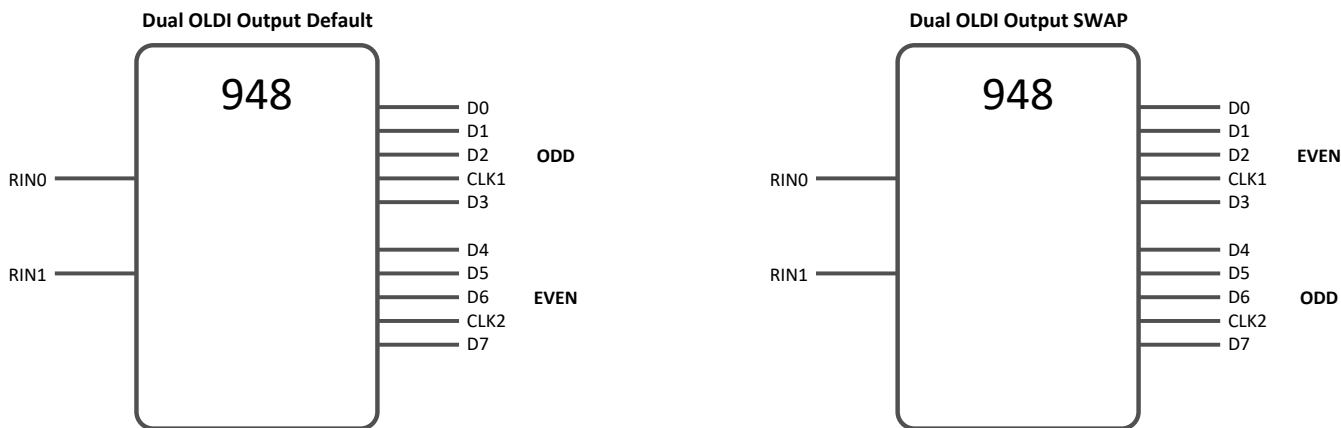 Dual OLDI Output Default
948
RIN0
RIN1
D0
D1
D2
CLK1
D3
ODD
D4
D5
D6
CLK2
D7
EVEN
Dual OLDI Output SWAP
948
RIN0
RIN1
D0
D1
D2
CLK1
D3
EVEN
D4
D5
D6
CLK2
D7
ODD